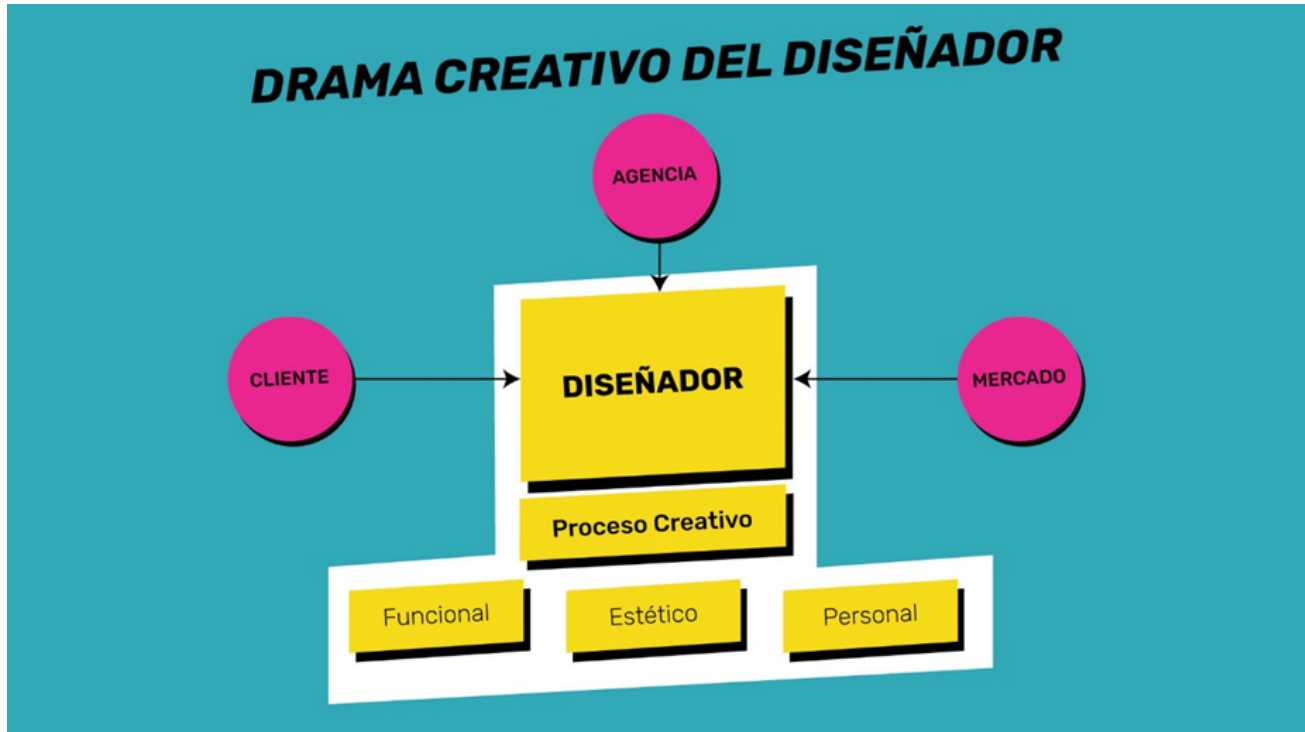 DRAMA CREATIVO DEL DISEÑADOR
AGENCIA
CLIENTE
DISEÑADOR
MERCADO
Proceso Creativo
Funcional
Estético
Personal